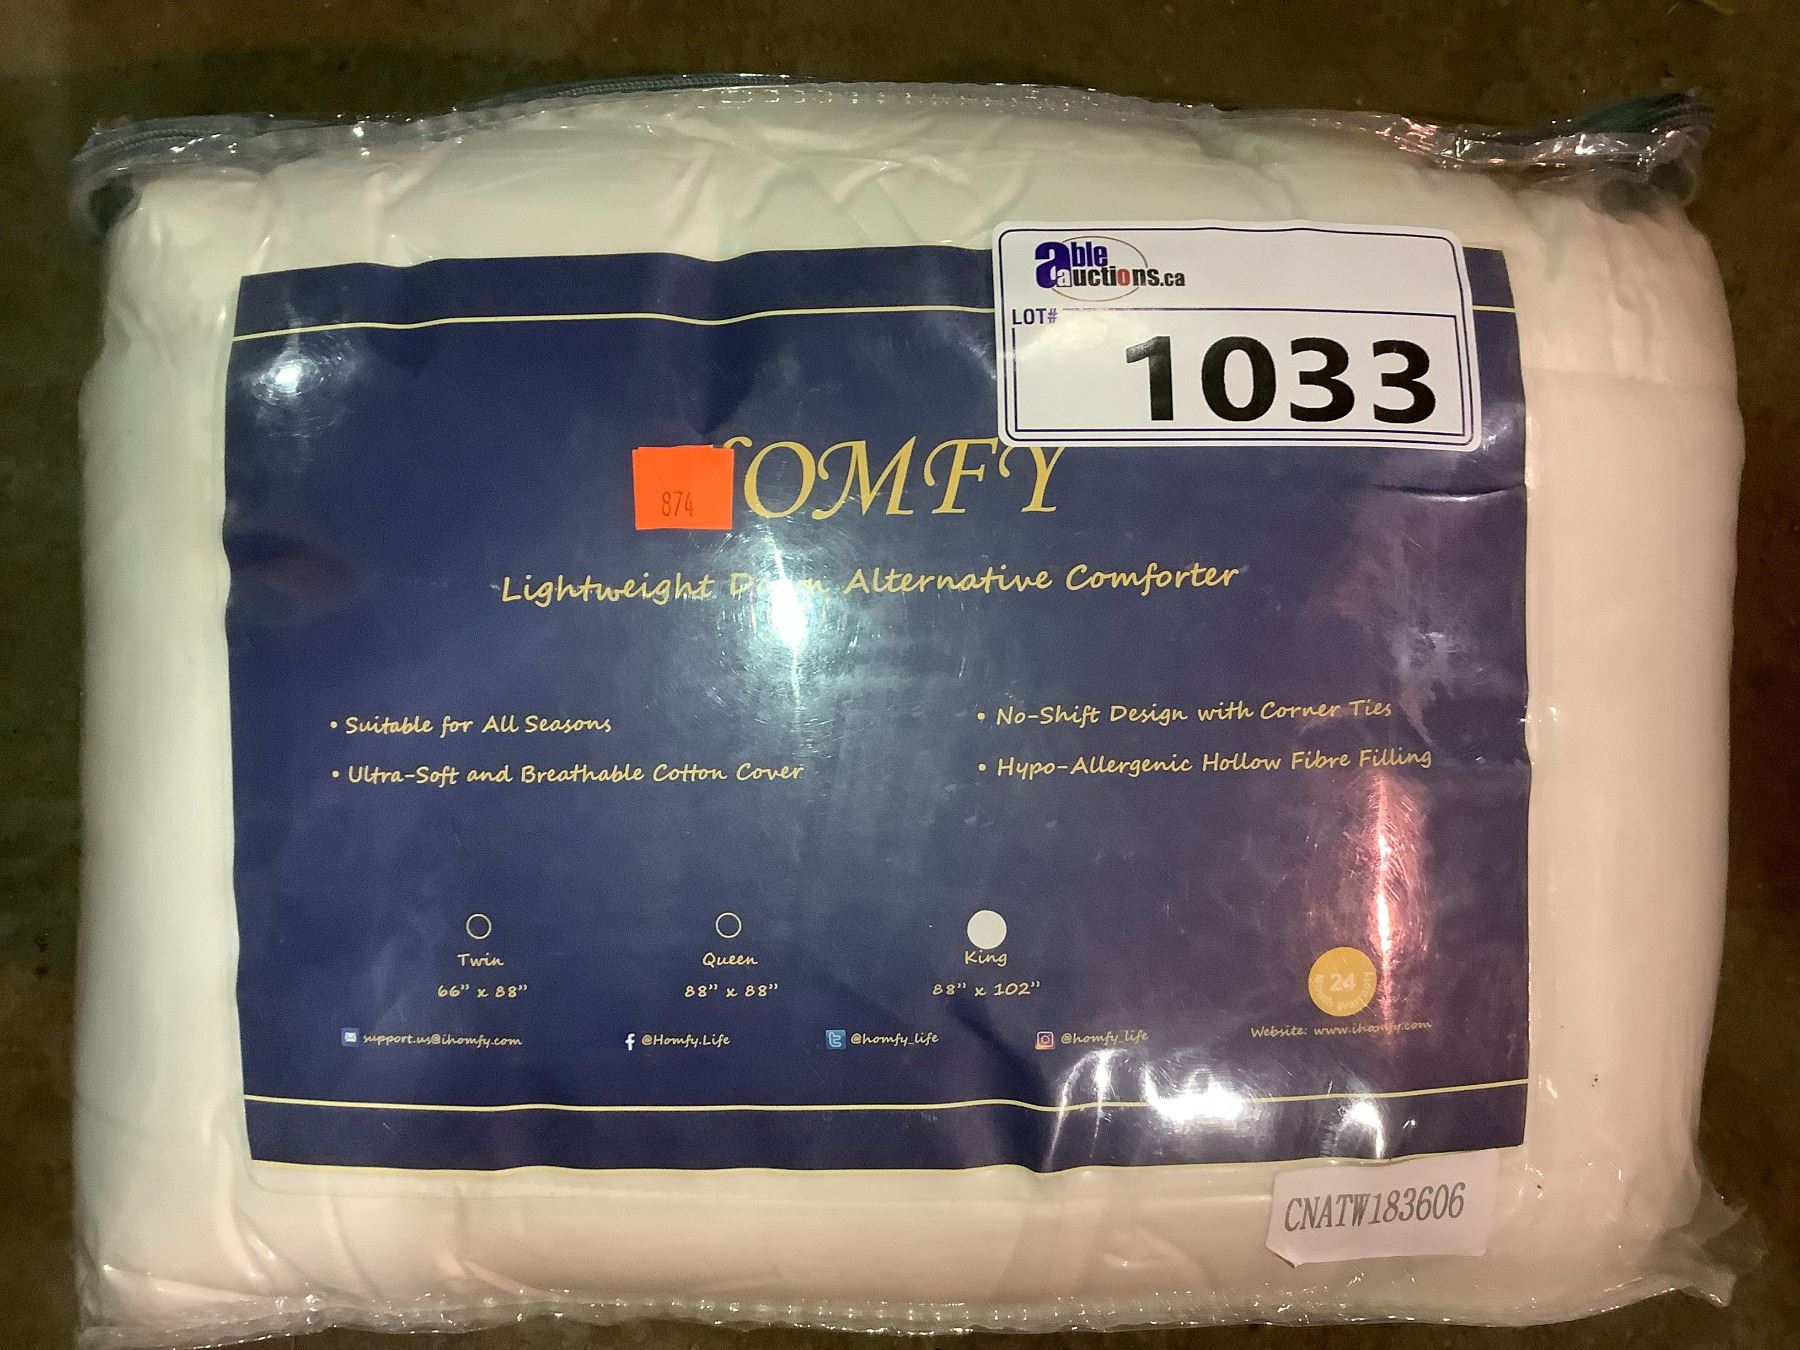 able
auctions.ca
LOT#
1033
OMFY
874
Lightweight Alternative Comforter
• Suitable for All Seasons
• No-Shift Design with Corner Ties
• Ultra-Soft and Breathable Cotton Cover
• Hypo-Allergenic Hollow Fibre Filling
Twin
Queen
King
66" x 88"
88" x 88"
88" x 102"
24
Month Warranty
support.us@ihomfy.com
@Homfy.Life
@homfy_life
@homfy_life
Website: www.ihomfy.com
CNATW183606